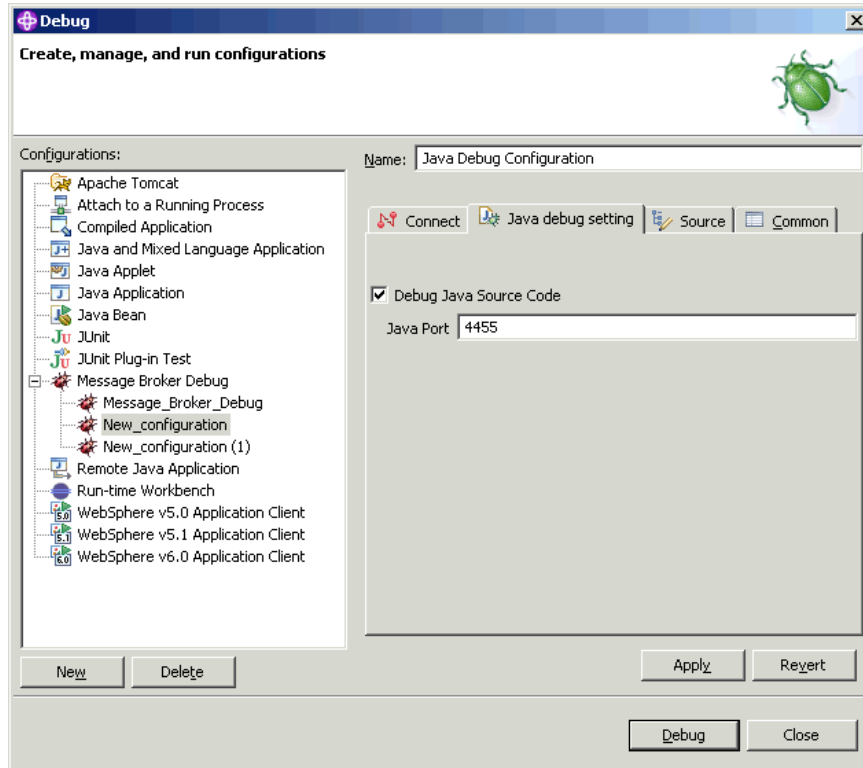 Debug
Create, manage, and run configurations
Configurations:
Apache Tomcat
Attach to a Running Process
Compiled Application
Java and Mixed Language Application
Java Applet
Java Application
Java Bean
JUnit
JUnit Plug-in Test
Message Broker Debug
Message_Broker_Debug
New_configuration
New_configuration (1)
Remote Java Application
Run-time Workbench
WebSphere v5.0 Application Client
WebSphere v5.1 Application Client
WebSphere v6.0 Application Client
New Delete
Name: Java Debug Configuration
Connect Java debug setting Source Common
Debug Java Source Code
Java Port 4455
Apply Revert
Debug Close